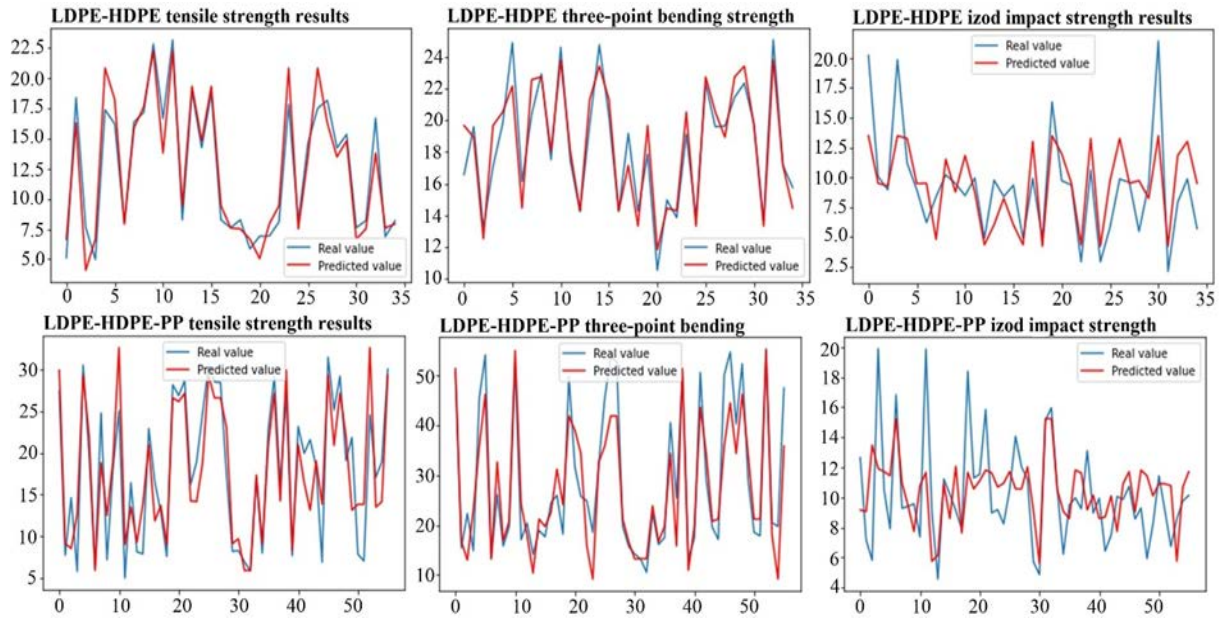 LDPE-HDPE tensile strength results
22.5
20.0
17.5
15.0
12.5
10.0
7.5
5.0
0 5 10 15 20 25 30 35
Real value
Predicted value
LDPE-HDPE three-point bending strength
24
22
20
18
16
14
12
10
0 5 10 15 20 25 30 35
Real value
Predicted value
LDPE-HDPE izod impact strength results
20.0
17.5
15.0
12.5
10.0
7.5
5.0
2.5
0 5 10 15 20 25 30 35
Real value
Predicted value
LDPE-HDPE-PP tensile strength results
30
25
20
15
10
5
0 10 20 30 40 50
Real value
Predicted value
LDPE-HDPE-PP three-point bending
50
40
30
20
10
0 10 20 30 40 50
Real value
Predicted value
LDPE-HDPE-PP izod impact strength
20
18
16
14
12
10
8
6
4
0 10 20 30 40 50
Real value
Predicted value